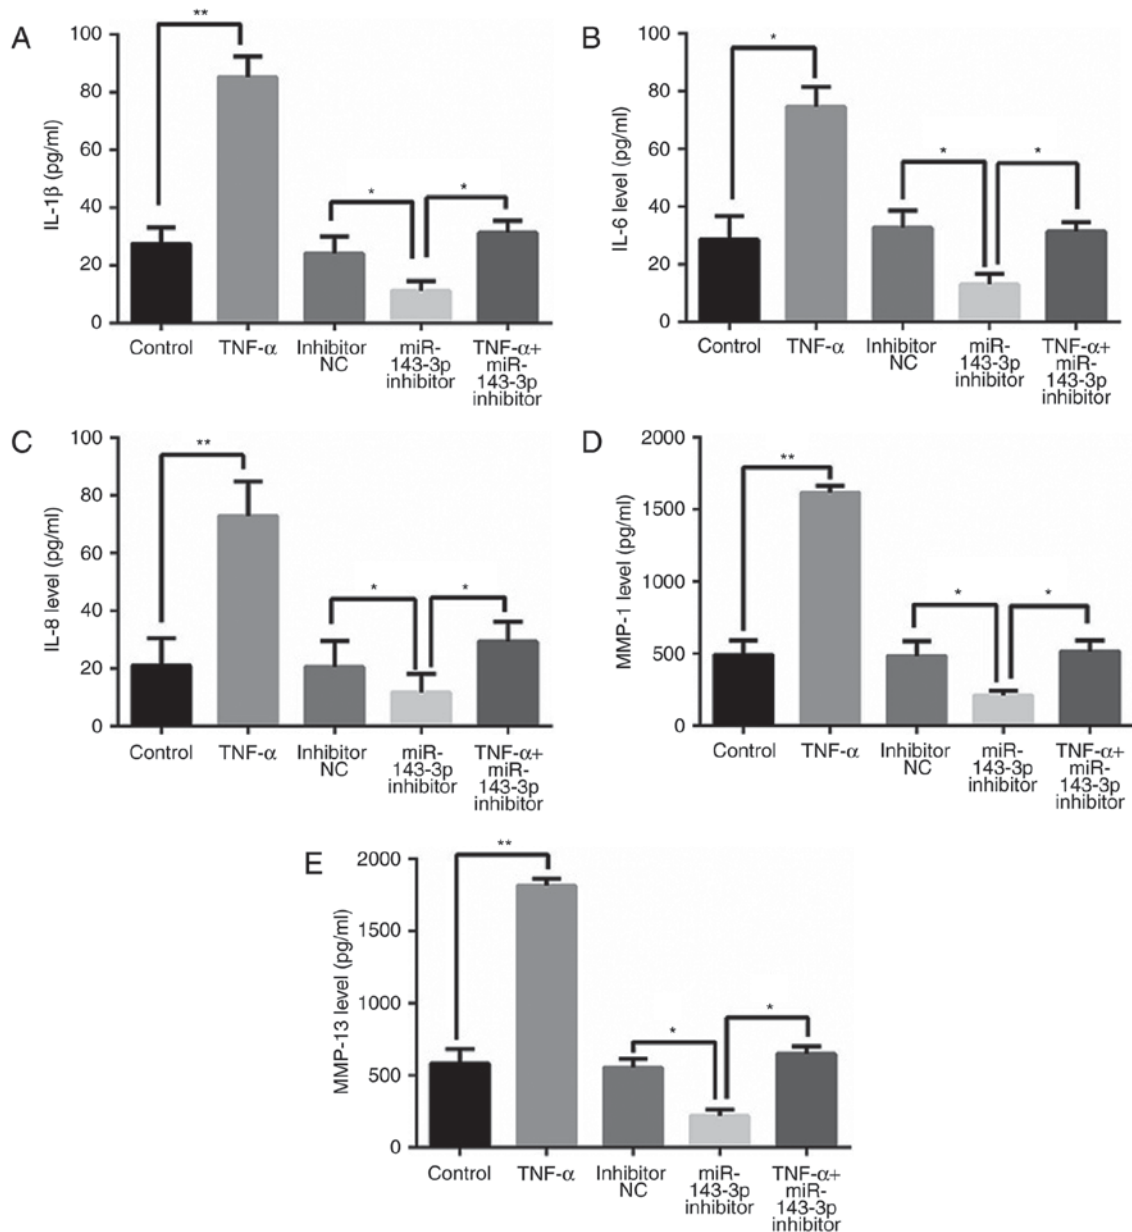 A
IL-1β (pg/ml)
100
80
60
40
20
0
**
*
*
Control
TNF-α
Inhibitor
NC
miR-
143-3p
inhibitor
TNF-α+
miR-
143-3p
inhibitor
B
IL-6 level (pg/ml)
100
80
60
40
20
0
*
*
*
Control
TNF-α
Inhibitor
NC
miR-
143-3p
inhibitor
TNF-α+
miR-
143-3p
inhibitor
C
IL-8 level (pg/ml)
100
80
60
40
20
0
**
*
*
Control
TNF-α
Inhibitor
NC
miR-
143-3p
inhibitor
TNF-α+
miR-
143-3p
inhibitor
D
MMP-1 level (pg/ml)
2000
1500
1000
500
0
**
*
*
Control
TNF-α
Inhibitor
NC
miR-
143-3p
inhibitor
TNF-α+
miR-
143-3p
inhibitor
E
MMP-13 level (pg/ml)
2000
1500
1000
500
0
**
*
*
Control
TNF-α
Inhibitor
NC
miR-
143-3p
inhibitor
TNF-α+
miR-
143-3p
inhibitor